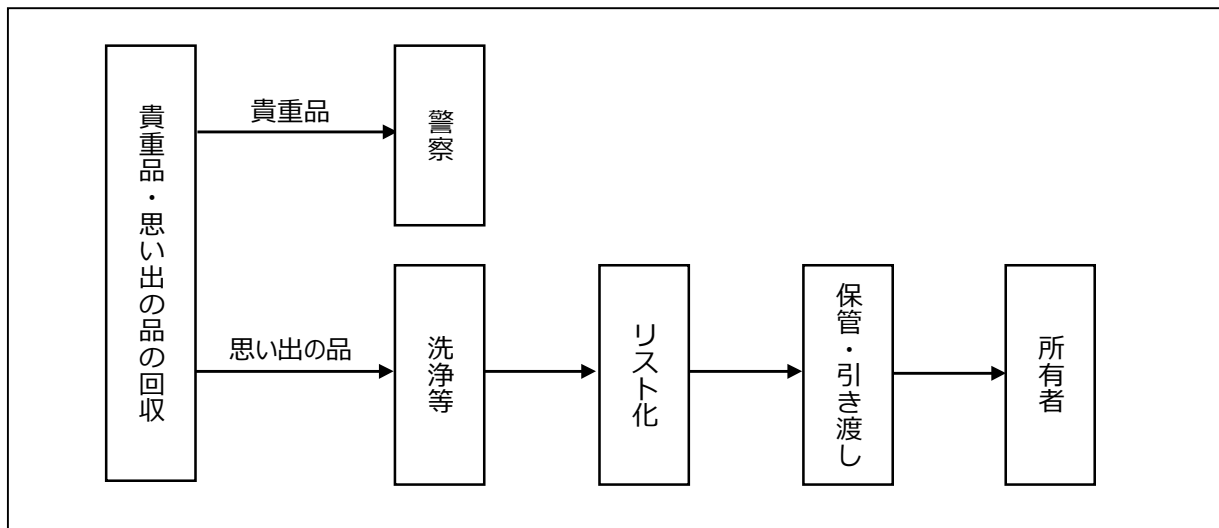 貴重品・思い出の品の回収
貴重品
警察
思い出の品
洗浄等
リスト化
保管・引き渡し
所有者